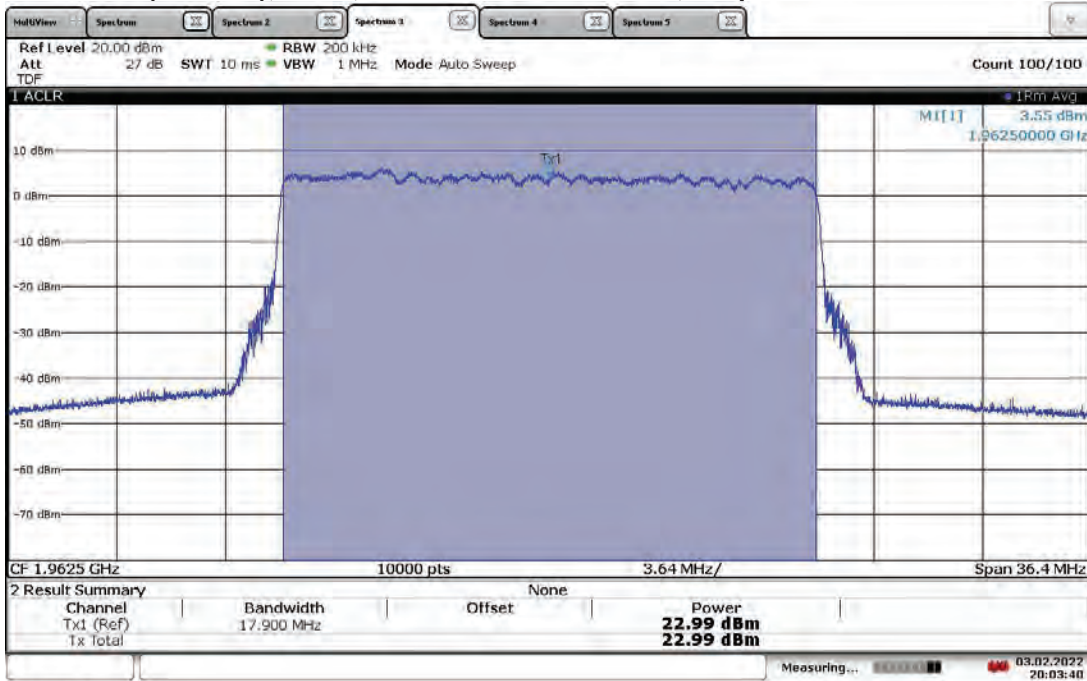 MultiView Spectrum Spectrum 2 Spectrum 3 Spectrum 4 Spectrum 5
Ref Level 20.00 dBm RBW 200 kHz
Att 27 dB SWT 10 ms VBW 1 MHz Mode Auto Sweep Count 100/100
TDF
1 ACLR 1Rm Avg
M1[1] 3.55 dBm
1.96250000 GHz
10 dBm
Tx1
0 dBm
-10 dBm
-20 dBm
-30 dBm
-40 dBm
-50 dBm
-60 dBm
-70 dBm
CF 1.9625 GHz 10000 pts 3.64 MHz/ Span 36.4 MHz
2 Result Summary None
Channel Bandwidth Offset Power
Tx1 (Ref) 17.900 MHz 22.99 dBm
Tx Total 22.99 dBm
Measuring... 03.02.2022
20:03:40